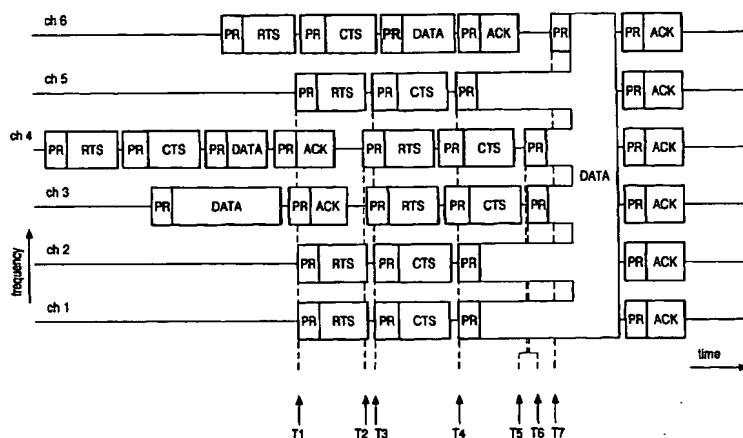 ch 6 PR RTS PR CTS PR DATA PR ACK PR PR ACK
ch 5 PR RTS PR CTS PR PR ACK
ch 4 PR RTS PR CTS PR DATA PR ACK PR RTS PR CTS PR PR ACK
DATA
ch 3 PR DATA PR ACK PR RTS PR CTS PR PR ACK
ch 2 PR RTS PR CTS PR PR ACK
ch 1 PR RTS PR CTS PR PR ACK
frequency
time
T1 T2 T3 T4 T5 T6 T7